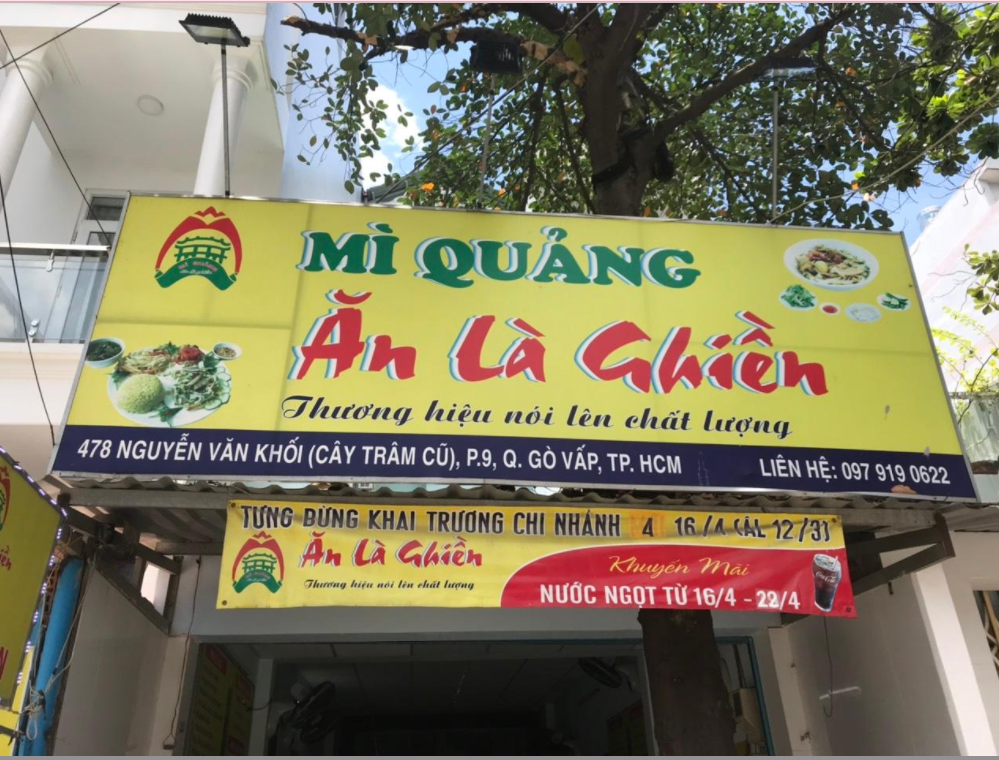 MÌ QUẢNG
Ăn Là Ghiền
Thương hiệu nói lên chất lượng
478 NGUYỄN VĂN KHỐI (CÂY TRÂM CŨ), P.9, Q. GÒ VẤP, TP. HCM
LIÊN HỆ: 097 919 0622
TƯNG BỪNG KHAI TRƯƠNG CHI NHÁNH 4 16/4 (ÂL 12/3)
Ăn Là Ghiền
Thương hiệu nói lên chất lượng
Khuyến Mãi
NƯỚC NGỌT TỪ 16/4 - 22/4